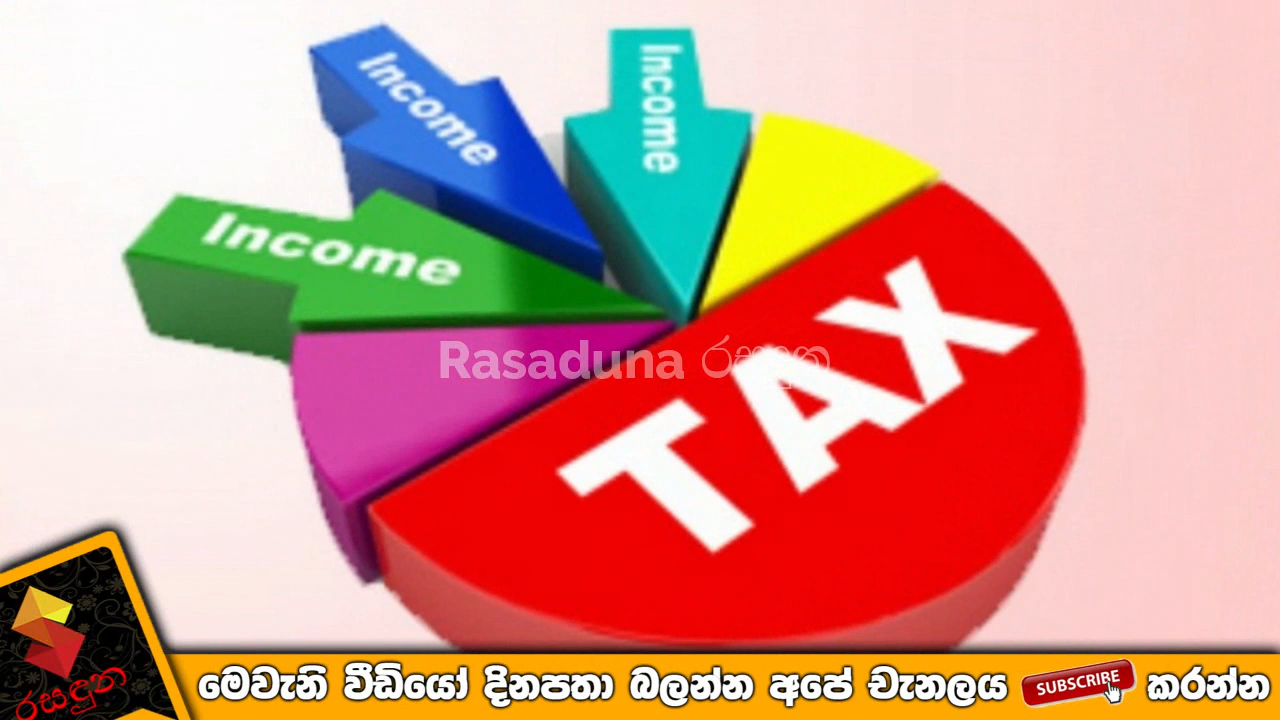 Income
Income
Income
TAX
Rasaduna රසදුන
රසදුන
මෙවැනි වීඩියෝ දිනපතා බලන්න අපේ චැනලය SUBSCRIBE කරන්න